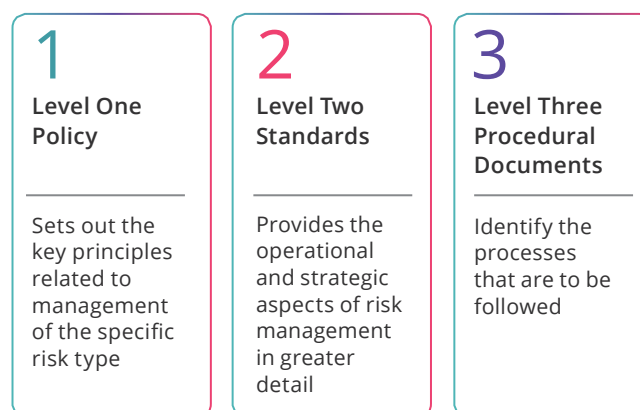 1
Level One
Policy
Sets out the
key principles
related to
management
of the specific
risk type
2
Level Two
Standards
Provides the
operational
and strategic
aspects of risk
management
in greater
detail
3
Level Three
Procedural
Documents
Identify the
processes
that are to be
followed